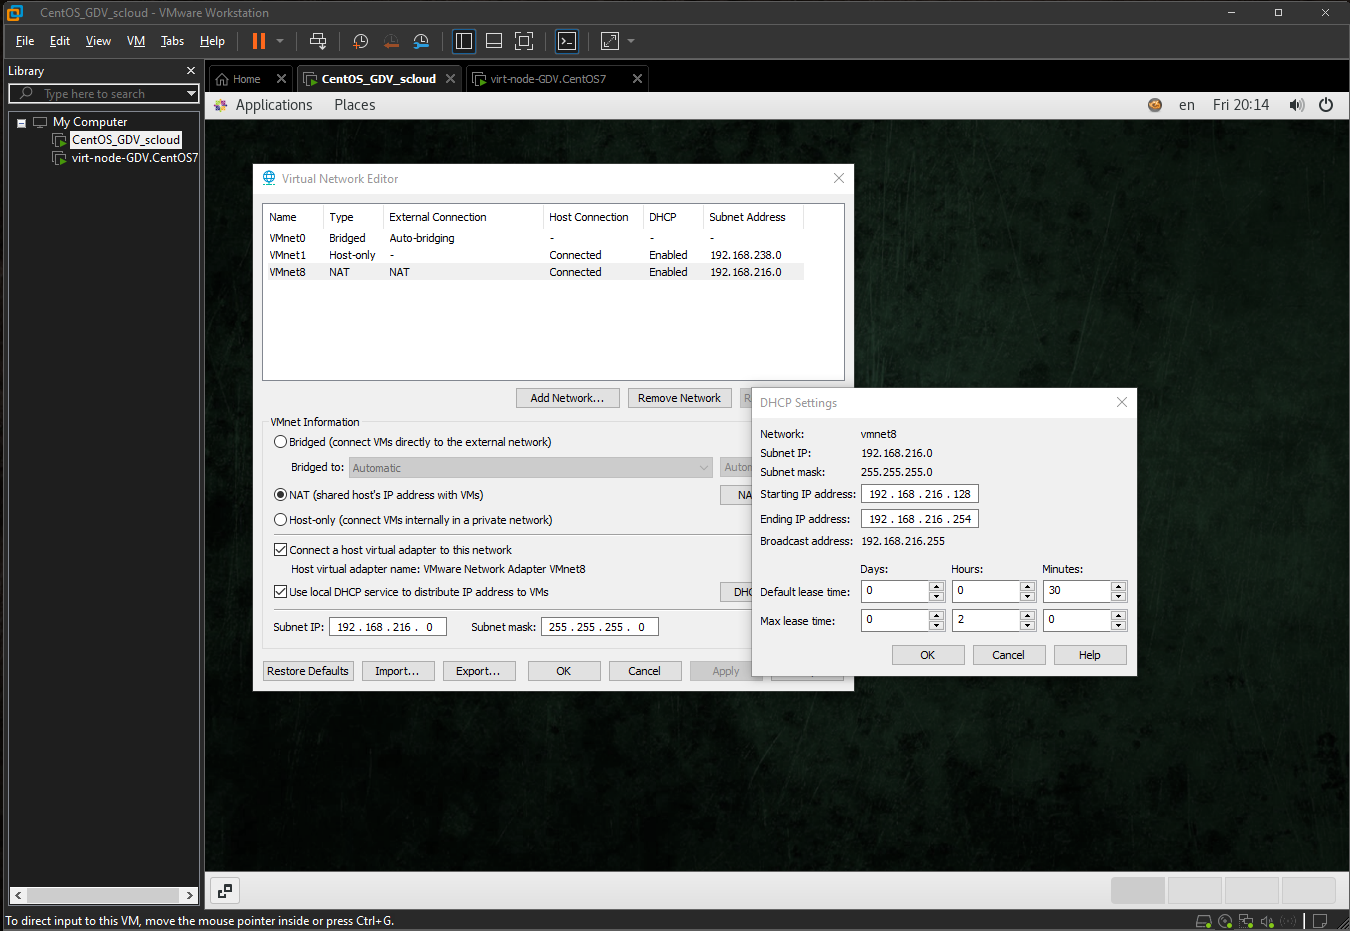 CentOS_GDV_scloud - VMware Workstation
File Edit View VM Tabs Help
Library
Type here to search
My Computer
CentOS_GDV_scloud
virt-node-GDV.CentOS7
Home CentOS_GDV_scloud virt-node-GDV.CentOS7
Applications Places en Fri 20:14
Virtual Network Editor
Name Type External Connection Host Connection DHCP Subnet Address
VMnet0 Bridged Auto-bridging - - -
VMnet1 Host-only - Connected Enabled 192.168.238.0
VMnet8 NAT NAT Connected Enabled 192.168.216.0
Add Network... Remove Network
VMnet Information
Bridged (connect VMs directly to the external network)
Bridged to: Automatic
NAT (shared host's IP address with VMs)
Host-only (connect VMs internally in a private network)
Connect a host virtual adapter to this network
Host virtual adapter name: VMware Network Adapter VMnet8
Use local DHCP service to distribute IP address to VMs
Subnet IP: 192 . 168 . 216 . 0 Subnet mask: 255 . 255 . 255 . 0
Restore Defaults Import... Export... OK Cancel Apply
DHCP Settings
Network: vmnet8
Subnet IP: 192.168.216.0
Subnet mask: 255.255.255.0
Starting IP address: 192 . 168 . 216 . 128
Ending IP address: 192 . 168 . 216 . 254
Broadcast address: 192.168.216.255
Days: Hours: Minutes:
Default lease time: 0 0 30
Max lease time: 0 2 0
OK Cancel Help
To direct input to this VM, move the mouse pointer inside or press Ctrl+G.